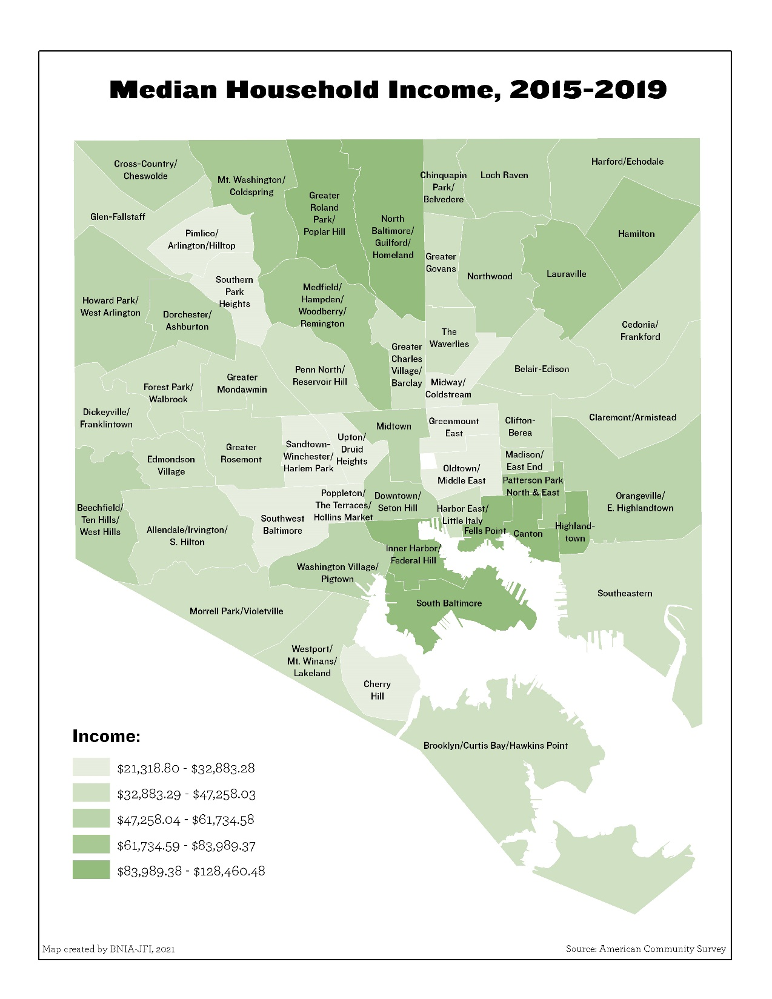 Median Household Income, 2015-2019
Cross-Country/
Cheswolde
Mt. Washington/
Coldspring
Greater
Roland
Park/
Poplar Hill
North
Baltimore/
Guilford/
Homeland
Chinquapin
Park/
Belvedere
Loch Raven
Harford/Echodale
Glen-Fallstaff
Pimlico/
Arlington/Hilltop
Hamilton
Greater
Govans
Northwood
Lauraville
Southern
Park
Heights
Medfield/
Hampden/
Woodberry/
Remington
Howard Park/
West Arlington
Dorchester/
Ashburton
Cedonia/
Frankford
The
Waverlies
Greater
Charles
Village/
Barclay
Belair-Edison
Penn North/
Reservoir Hill
Greater
Mondawmin
Forest Park/
Walbrook
Midway/
Coldstream
Dickeyville/
Franklintown
Midtown
Greenmount
East
Clifton-
Berea
Claremont/Armistead
Edmondson
Village
Greater
Rosemont
Sandtown-
Winchester/
Harlem Park
Upton/
Druid
Heights
Oldtown/
Middle East
Madison/
East End
Patterson Park
North & East
Orangeville/
E. Highlandtown
Beechfield/
Ten Hills/
West Hills
Allendale/Irvington/
S. Hilton
Southwest
Baltimore
Poppleton/
The Terraces/
Hollins Market
Downtown/
Seton Hill
Harbor East/
Little Italy
Fells Point
Canton
Highland-
town
Inner Harbor/
Federal Hill
Washington Village/
Pigtown
South Baltimore
Southeastern
Morrell Park/Violetville
Westport/
Mt. Winans/
Lakeland
Cherry
Hill
Brooklyn/Curtis Bay/Hawkins Point
Income:
$21,318.80 - $32,883.28
$32,883.29 - $47,258.03
$47,258.04 - $61,734.58
$61,734.59 - $83,989.37
$83,989.38 - $128,460.48
Map created by BNIA-JFI, 2021
Source: American Community Survey